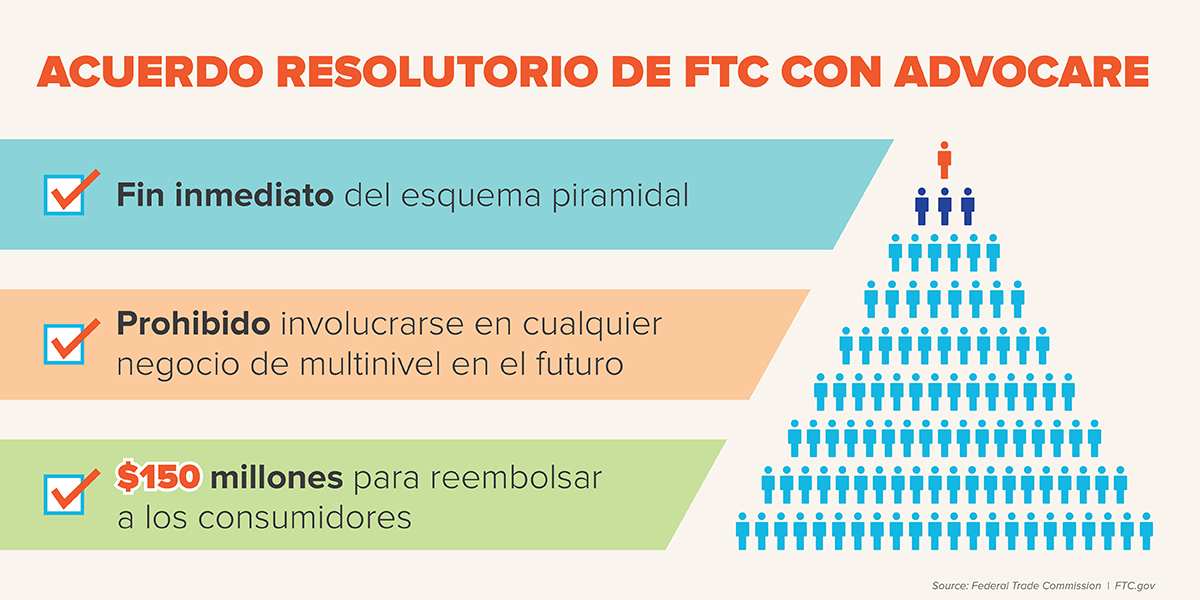 ACUERDO RESOLUTORIO DE FTC CON ADVOCARE
Fin inmediato del esquema piramidal
Prohibido involucrarse en cualquier
negocio de multinivel en el futuro
$150 millones para reembolsar
a los consumidores
Source: Federal Trade Commission | FTC.gov